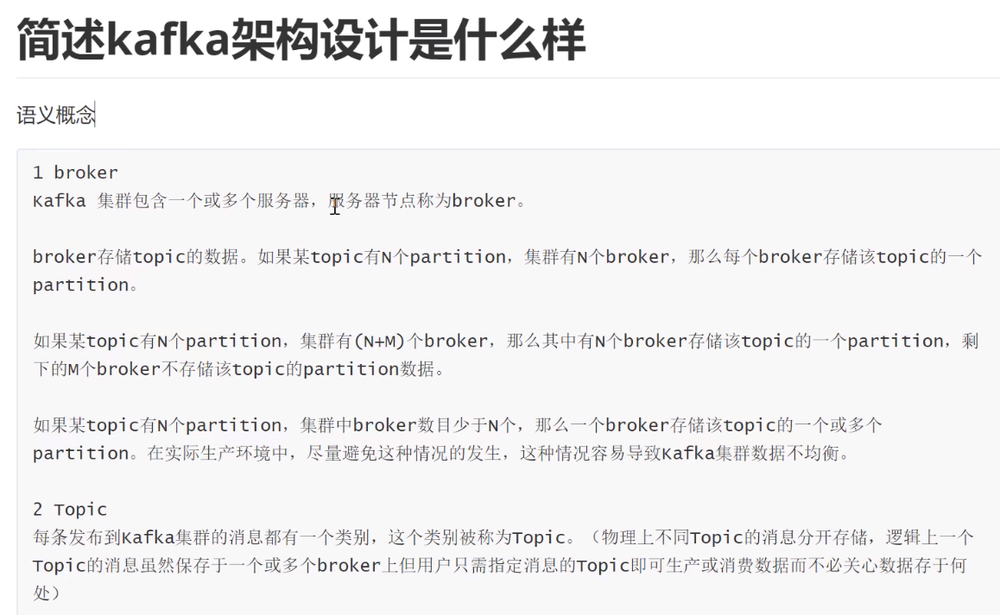 简述kafka架构设计是什么样
语义概念
1 broker
Kafka 集群包含一个或多个服务器，服务器节点称为broker。
broker存储topic的数据。如果某topic有N个partition，集群有N个broker，那么每个broker存储该topic的一个
partition。
如果某topic有N个partition，集群有(N+M)个broker，那么其中有N个broker存储该topic的一个partition，剩
下的M个broker不存储该topic的partition数据。
如果某topic有N个partition，集群中broker数目少于N个，那么一个broker存储该topic的一个或多个
partition。在实际生产环境中，尽量避免这种情况的发生，这种情况容易导致Kafka集群数据不均衡。
2 Topic
每条发布到Kafka集群的消息都有一个类别，这个类别被称为Topic。（物理上不同Topic的消息分开存储，逻辑上一个
Topic的消息虽然保存于一个或多个broker上但用户只需指定消息的Topic即可生产或消费数据而不必关心数据存于何
处）